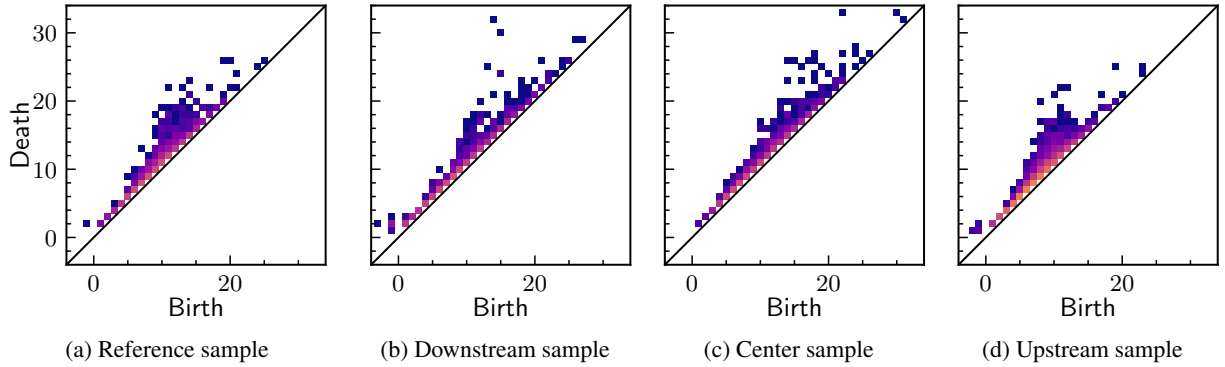 30
20
10
0
Death
0
20
Birth
0
20
Birth
0
20
Birth
0
20
Birth
(a) Reference sample
(b) Downstream sample
(c) Center sample
(d) Upstream sample